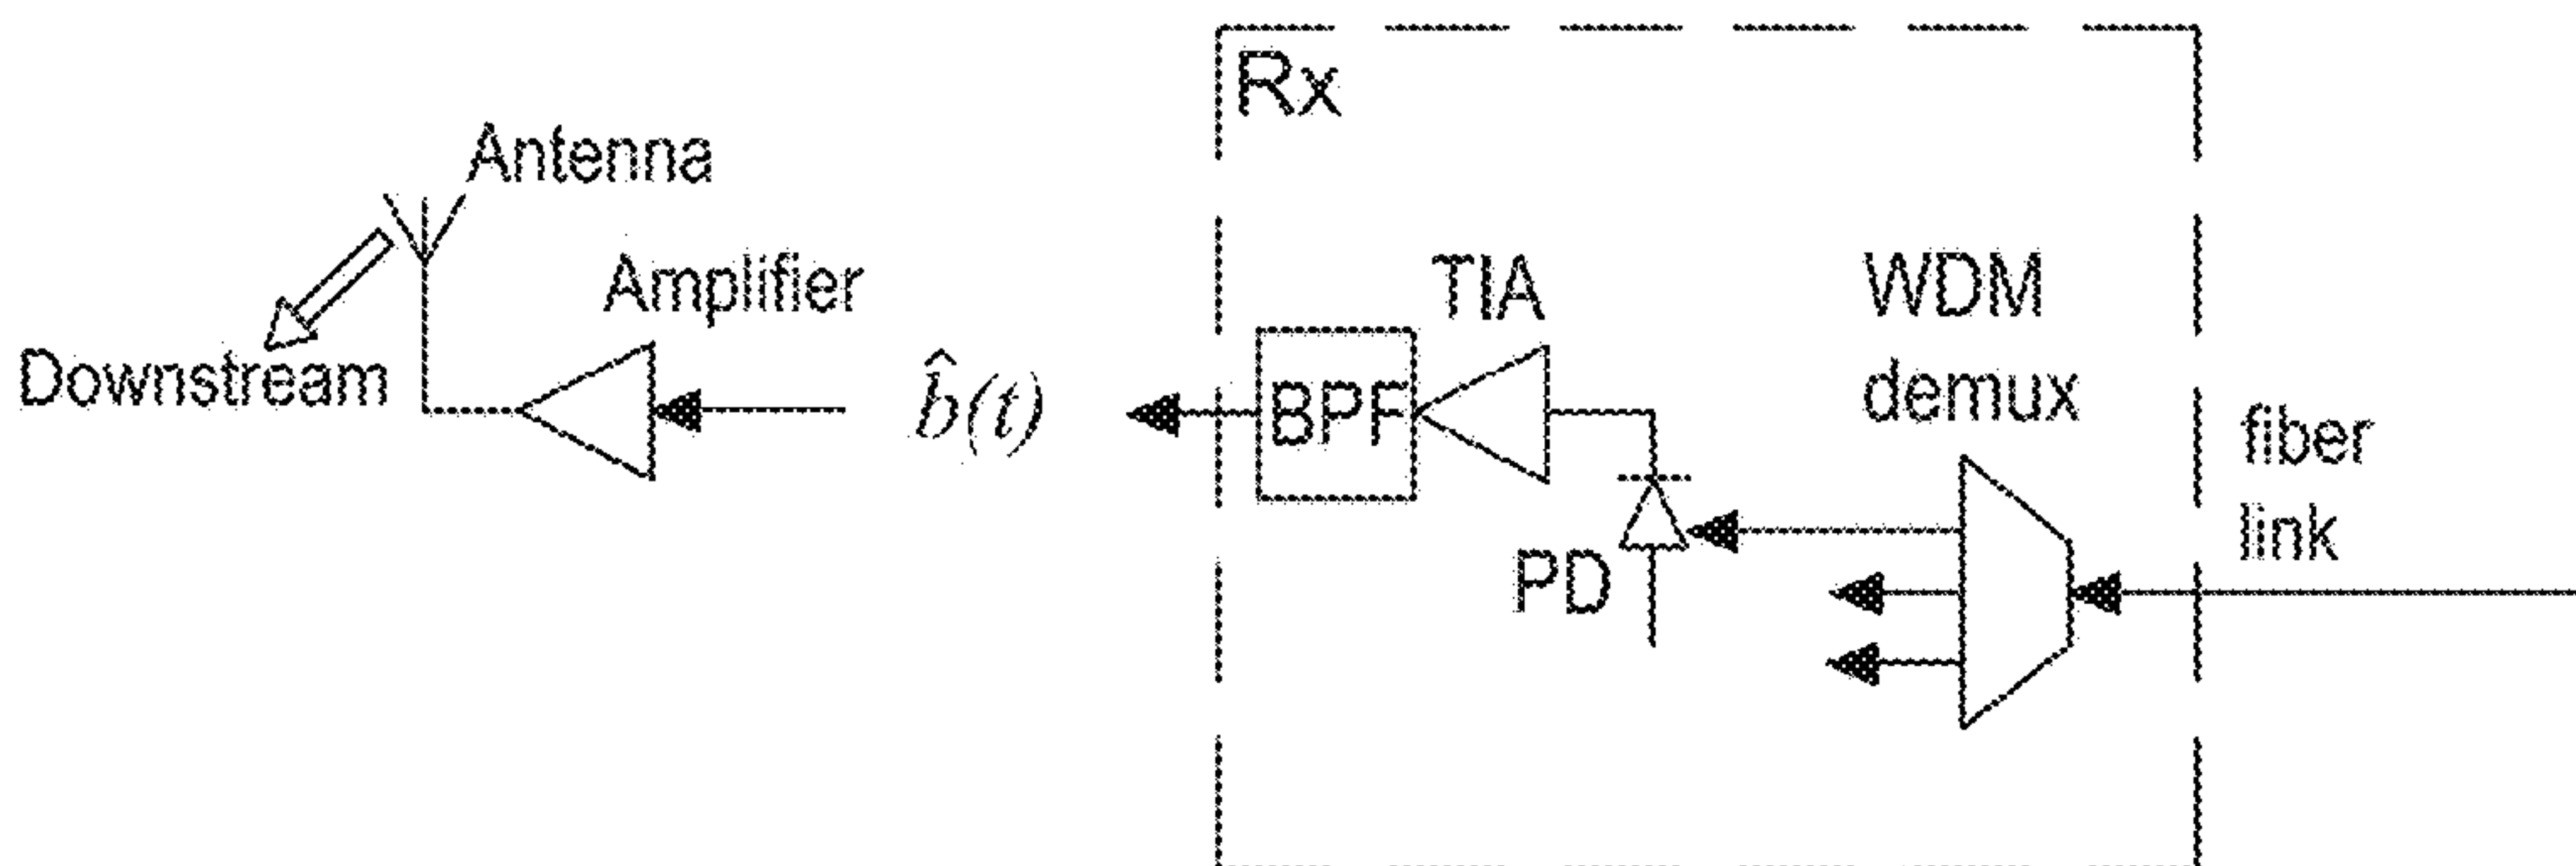 Rx
Antenna
Amplifier
TIA
WDM
demux
Downstream
b̂(t)
BPF
fiber
link
PD